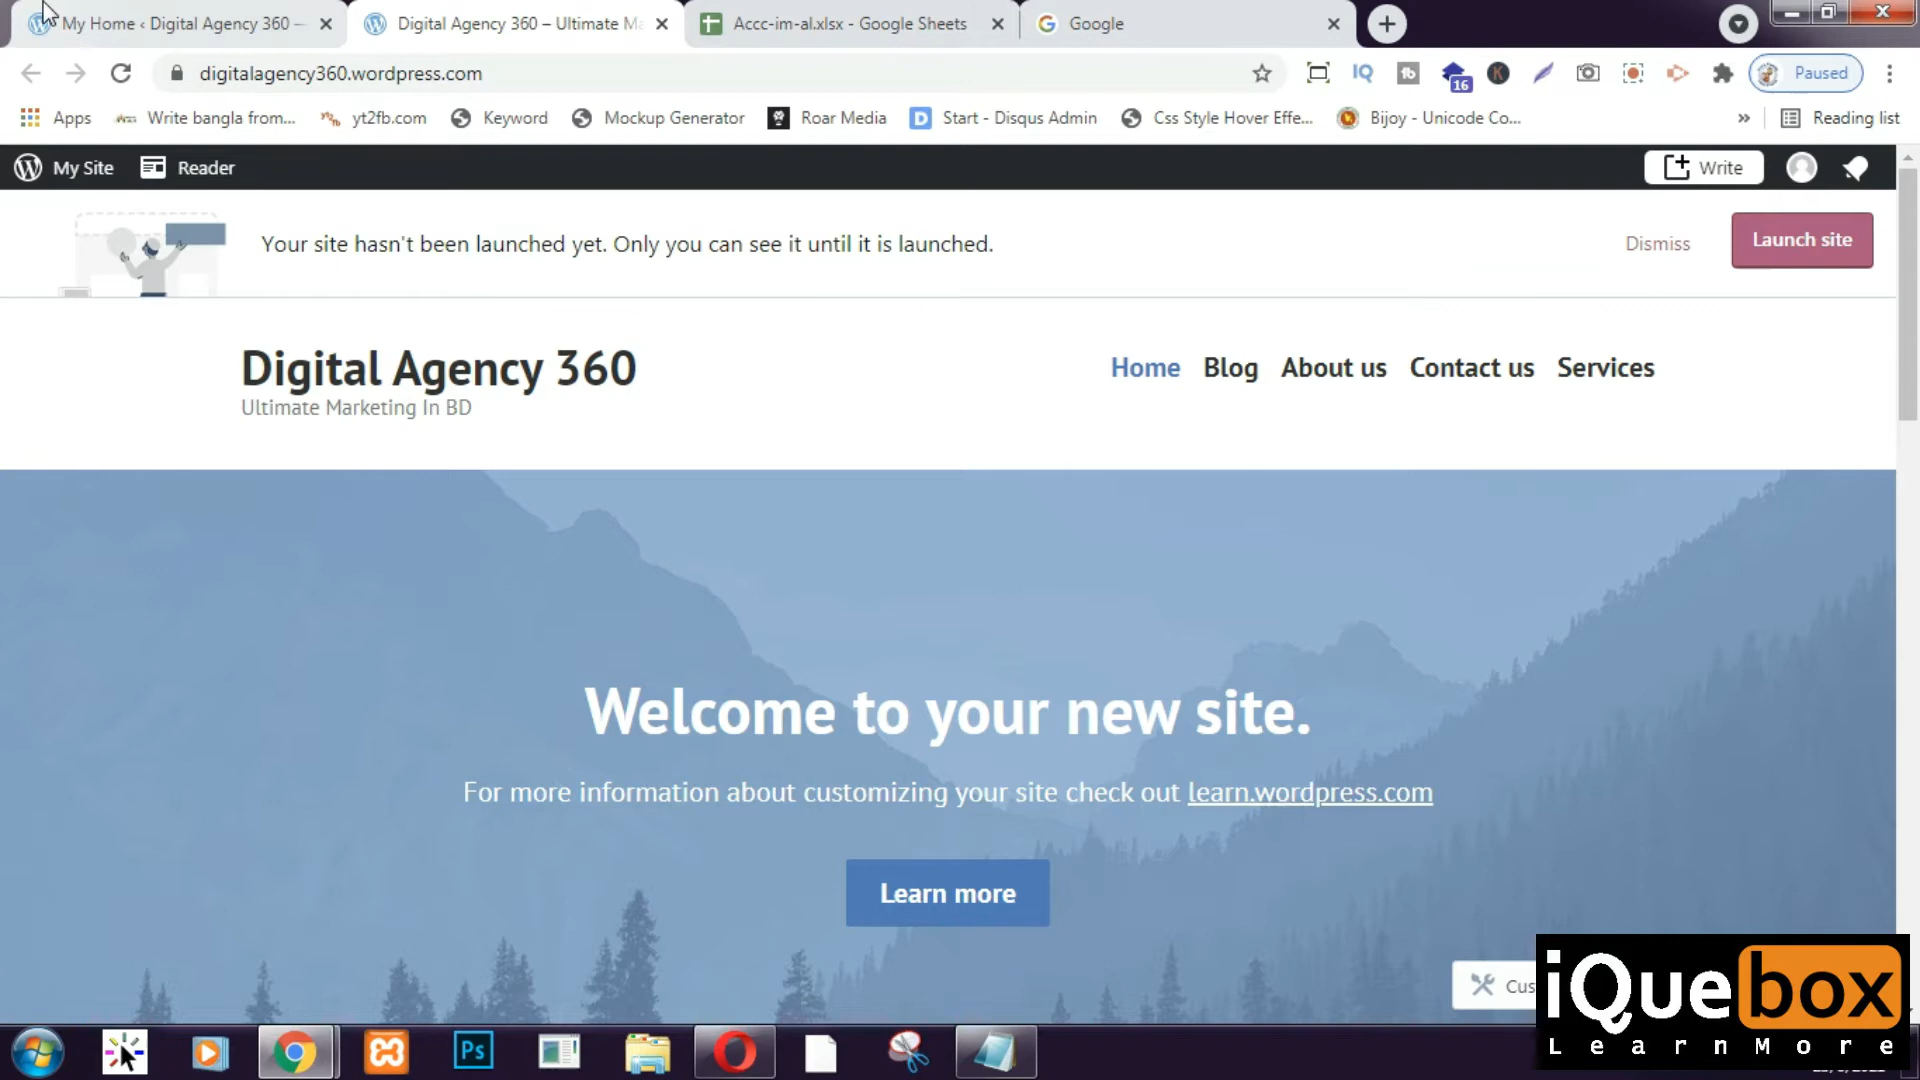 My Home ‹ Digital Agency 360 —
Digital Agency 360 – Ultimate Ma
Accc-im-al.xlsx - Google Sheets
Google
digitalagency360.wordpress.com
16
Paused
Apps
Write bangla from...
yt2fb.com
Keyword
Mockup Generator
Roar Media
Start - Disqus Admin
Css Style Hover Effe...
Bijoy - Unicode Co...
»
Reading list
My Site
Reader
Write
Your site hasn't been launched yet. Only you can see it until it is launched.
Dismiss
Launch site
Digital Agency 360
Ultimate Marketing In BD
Home
Blog
About us
Contact us
Services
Welcome to your new site.
For more information about customizing your site check out learn.wordpress.com
Learn more
Cus
iQuebox
LearnMore
Ps